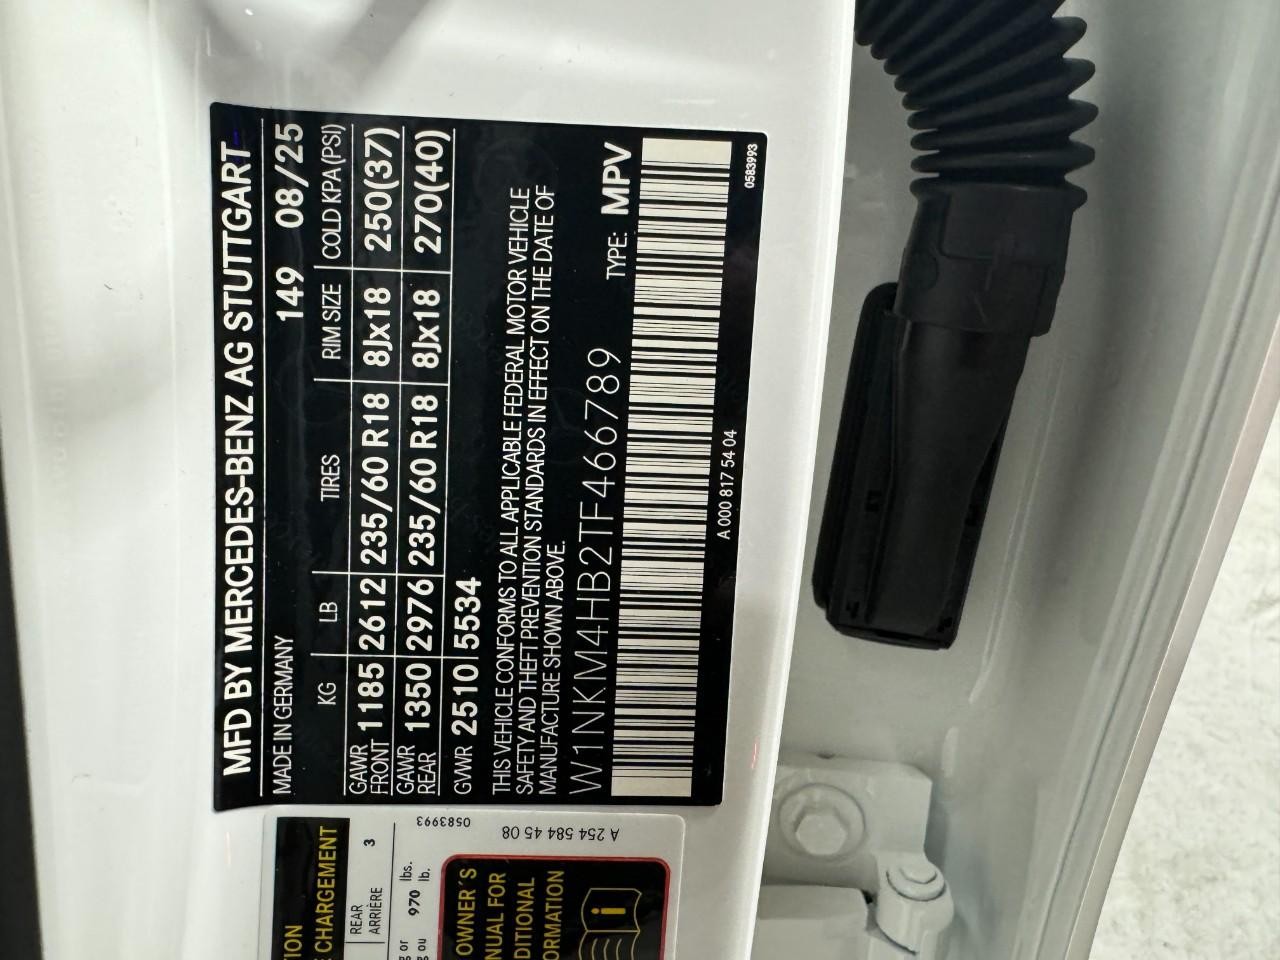 MFD BY MERCEDES-BENZ AG STUTTGART
MADE IN GERMANY 149 08/25
KG LB TIRES RIM SIZE COLD KPA (PSI)
GAWR FRONT 1185 2612 235/60 R18 8Jx18 250(37)
GAWR REAR 1350 2976 235/60 R18 8Jx18 270(40)
GVWR 2510 5534
THIS VEHICLE CONFORMS TO ALL APPLICABLE FEDERAL MOTOR VEHICLE
SAFETY AND THEFT PREVENTION STANDARDS IN EFFECT ON THE DATE OF
MANUFACTURE SHOWN ABOVE.
W1NKM4HB2TF466789 TYPE: MPV
A 000 817 54 04 0583993
CHARGEMENT
REAR
ARRIÈRE 3
or 970 lbs.
ou lb.
0583993
A 254 584 45 08
OWNER'S
FOR